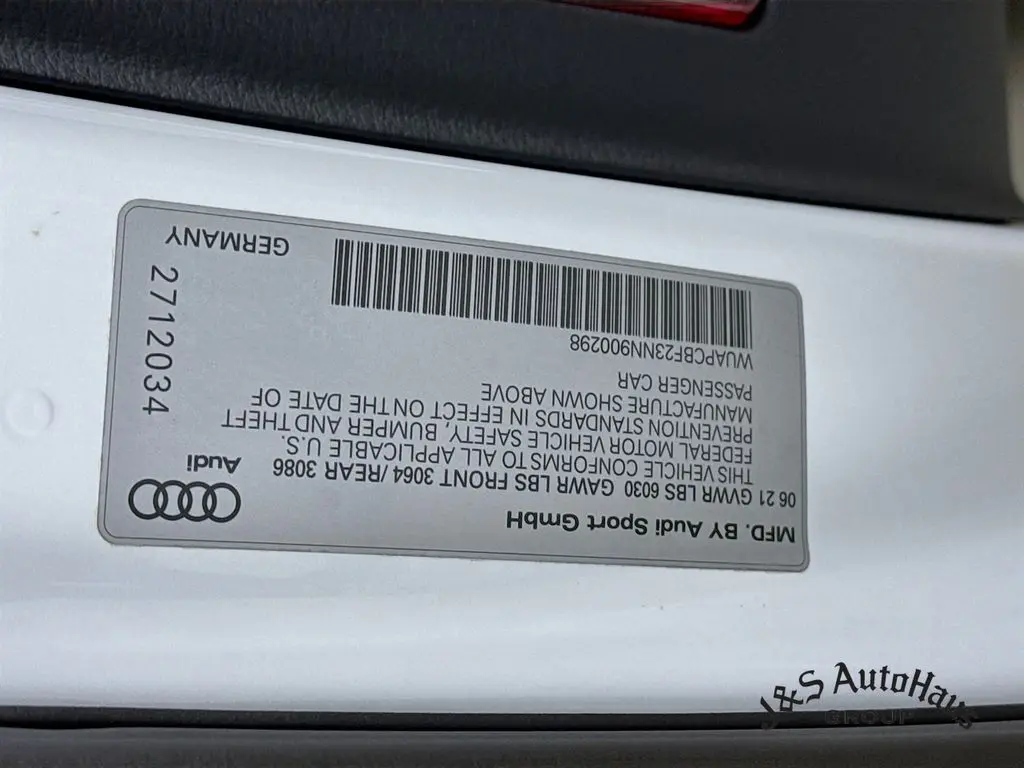 MFD. BY Audi Sport GmbH
06 21 GVWR LBS 6030 GAWR LBS FRONT 3064/REAR 3086
THIS VEHICLE CONFORMS TO ALL APPLICABLE U.S.
FEDERAL MOTOR VEHICLE SAFETY, BUMPER AND THEFT
PREVENTION STANDARDS IN EFFECT ON THE DATE OF
MANUFACTURE SHOWN ABOVE
PASSENGER CAR
WUAPCBF23NN900298
Audi
2712034
GERMANY
J&S AutoHaus
GROUP